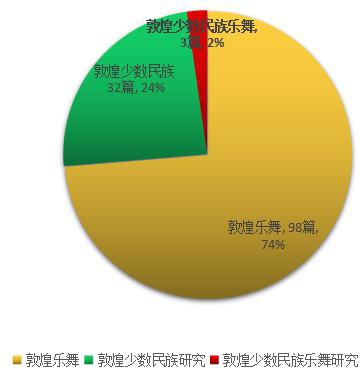 敦煌少数民族乐舞,
3篇, 2%
敦煌少数民族
32篇, 24%
敦煌乐舞, 98篇,
74%
敦煌乐舞 敦煌少数民族研究 敦煌少数民族乐舞研究